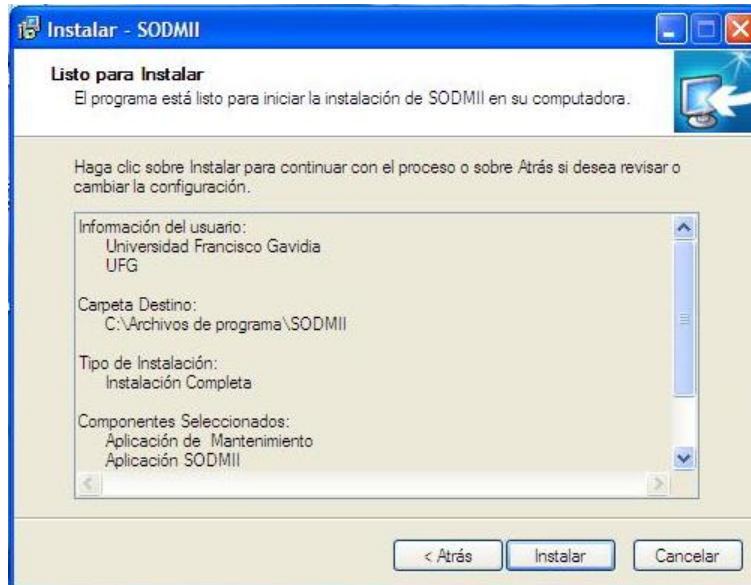 Instalar - SODMII
Listo para Instalar
El programa está listo para iniciar la instalación de SODMII en su computadora.
Haga clic sobre Instalar para continuar con el proceso o sobre Atrás si desea revisar o
cambiar la configuración.
Información del usuario:
Universidad Francisco Gavidia
UFG
Carpeta Destino:
C:\Archivos de programa\SODMII
Tipo de Instalación:
Instalación Completa
Componentes Seleccionados:
Aplicación de  Mantenimiento
Aplicación SODMII
< Atrás
Instalar
Cancelar